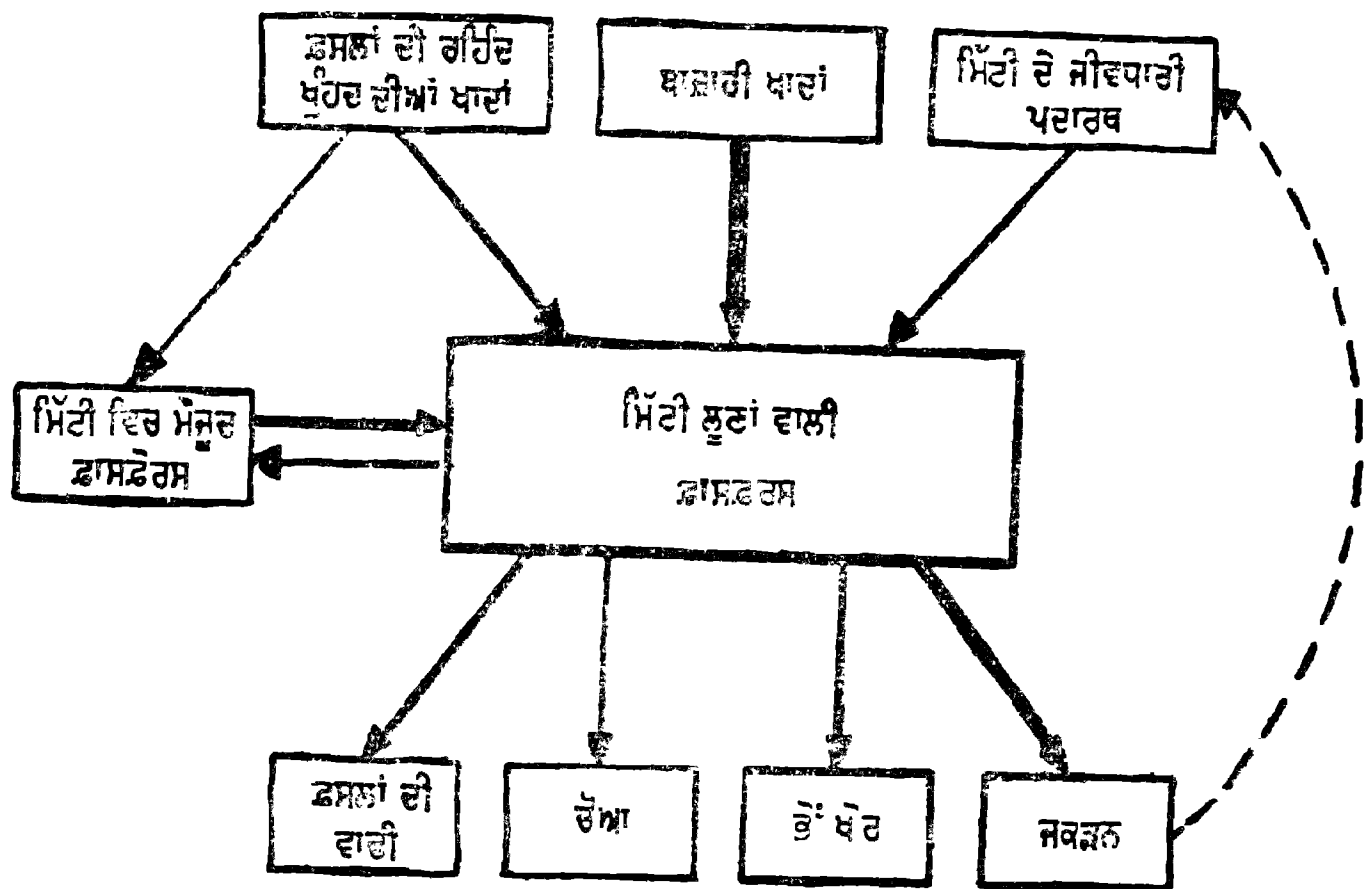 ਫ਼ਸਲਾਂ ਦੀ ਰਹਿੰਦ
ਖੂੰਹਦ ਦੀਆਂ ਖਾਦਾਂ
ਬਾਜ਼ਾਰੀ ਖਾਦਾਂ
ਮਿੱਟੀ ਦੇ ਜੀਵਧਾਰੀ
ਪਦਾਰਥ
ਮਿੱਟੀ ਵਿਚ ਮੌਜੂਦ
ਫ਼ਾਸਫ਼ੋਰਸ
ਮਿੱਟੀ ਲੂਣਾਂ ਵਾਲੀ
ਫ਼ਾਸਫ਼ੋਰਸ
ਫ਼ਸਲਾਂ ਦੀ
ਵਾਢੀ
ਚੋਆ
ਭੋਂ ਖੋਰ
ਜਕੜਨ